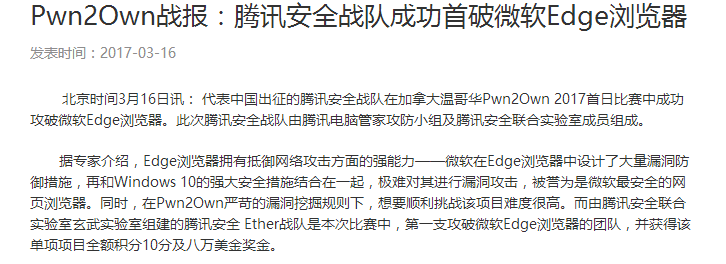 Pwn2Own战报：腾讯安全战队成功首破微软Edge浏览器
发表时间：2017-03-16
北京时间3月16日讯： 代表中国出征的腾讯安全战队在加拿大温哥华Pwn2Own 2017首日比赛中成功
攻破微软Edge浏览器。此次腾讯安全战队由腾讯电脑管家攻防小组及腾讯安全联合实验室成员组成。
据专家介绍，Edge浏览器拥有抵御网络攻击方面的强能力——微软在Edge浏览器中设计了大量漏洞防
御措施，再和Windows 10的强大安全措施结合在一起，极难对其进行漏洞攻击，被誉为是微软最安全的网
页浏览器。同时，在Pwn2Own严苛的漏洞挖掘规则下，想要顺利挑战该项目难度很高。而由腾讯安全联合
实验室玄武实验室组建的腾讯安全 Ether战队是本次比赛中，第一支攻破微软Edge浏览器的团队，并获得该
单项项目全额积分10分及八万美金奖金。